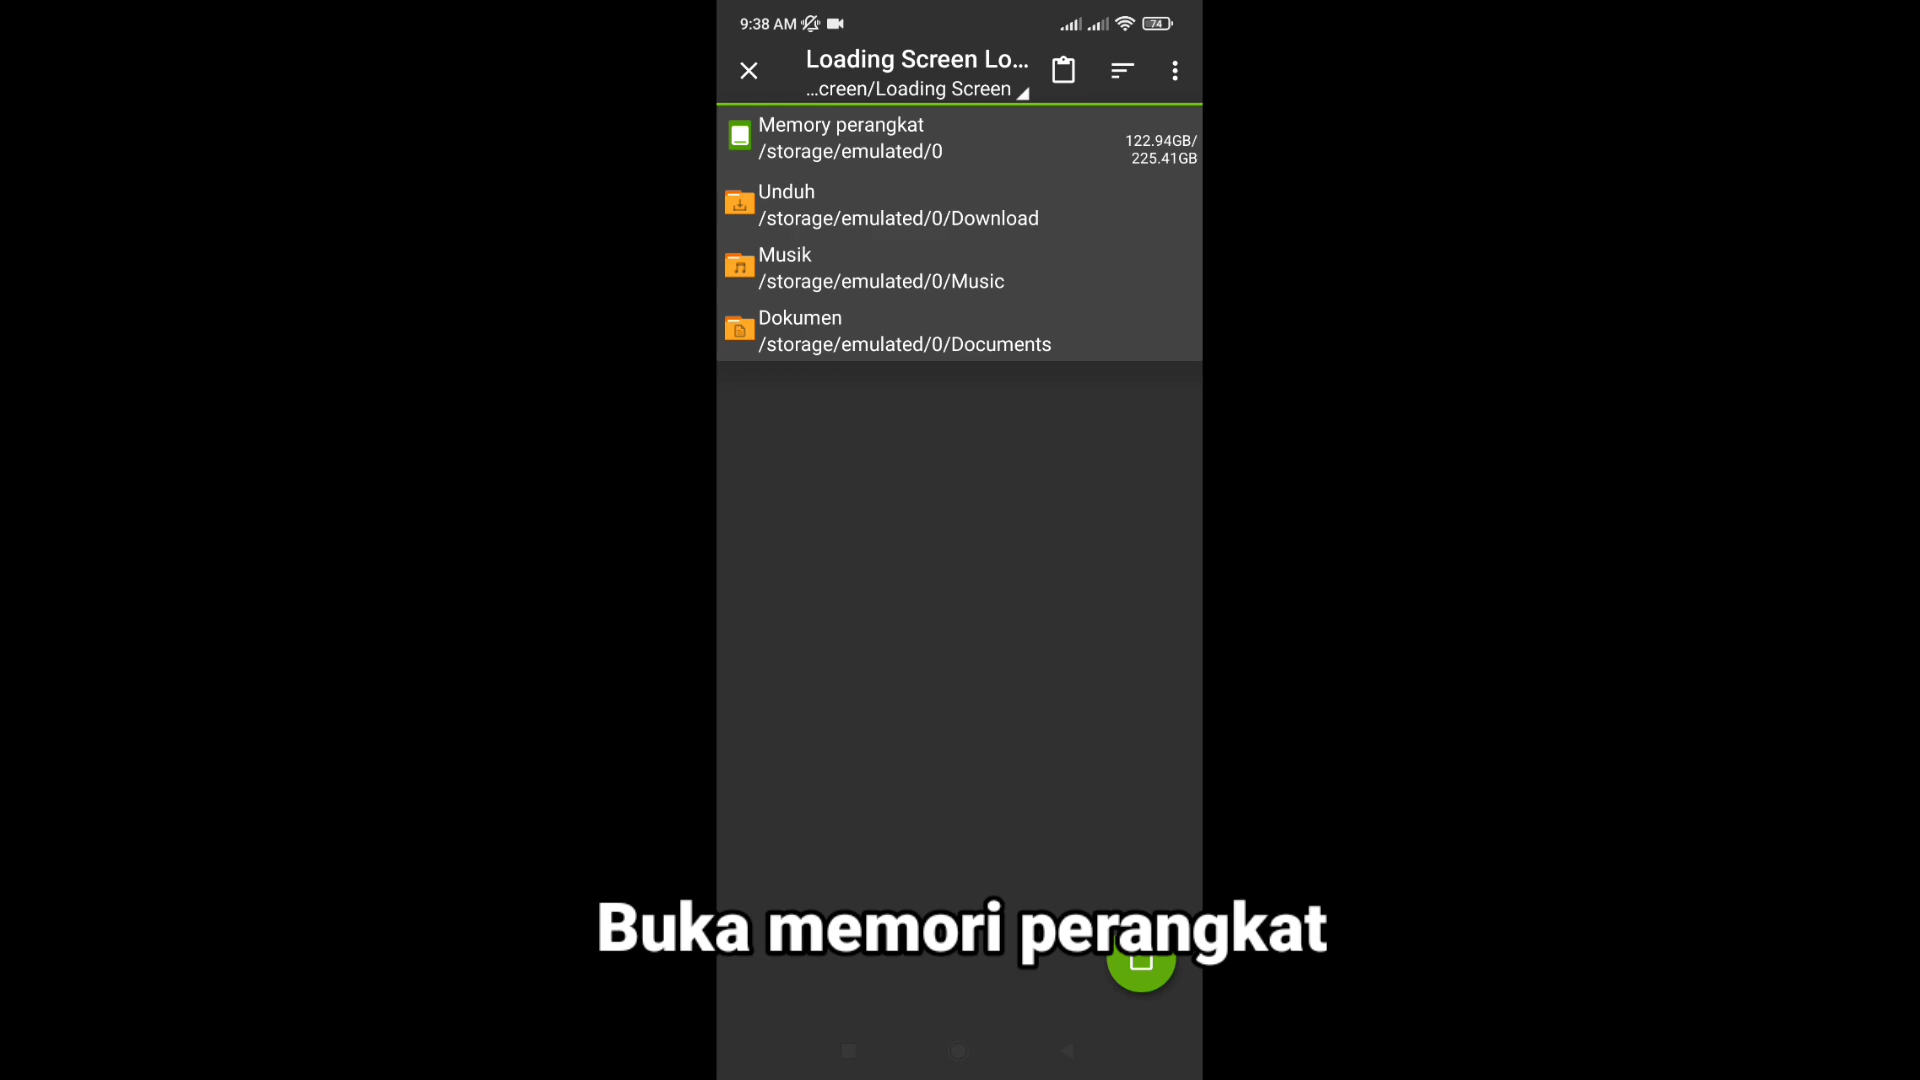 9:38 AM
74
Loading Screen Lo...
...creen/Loading Screen
Memory perangkat
/storage/emulated/0
122.94GB/
225.41GB
Unduh
/storage/emulated/0/Download
Musik
/storage/emulated/0/Music
Dokumen
/storage/emulated/0/Documents
Buka memori perangkat